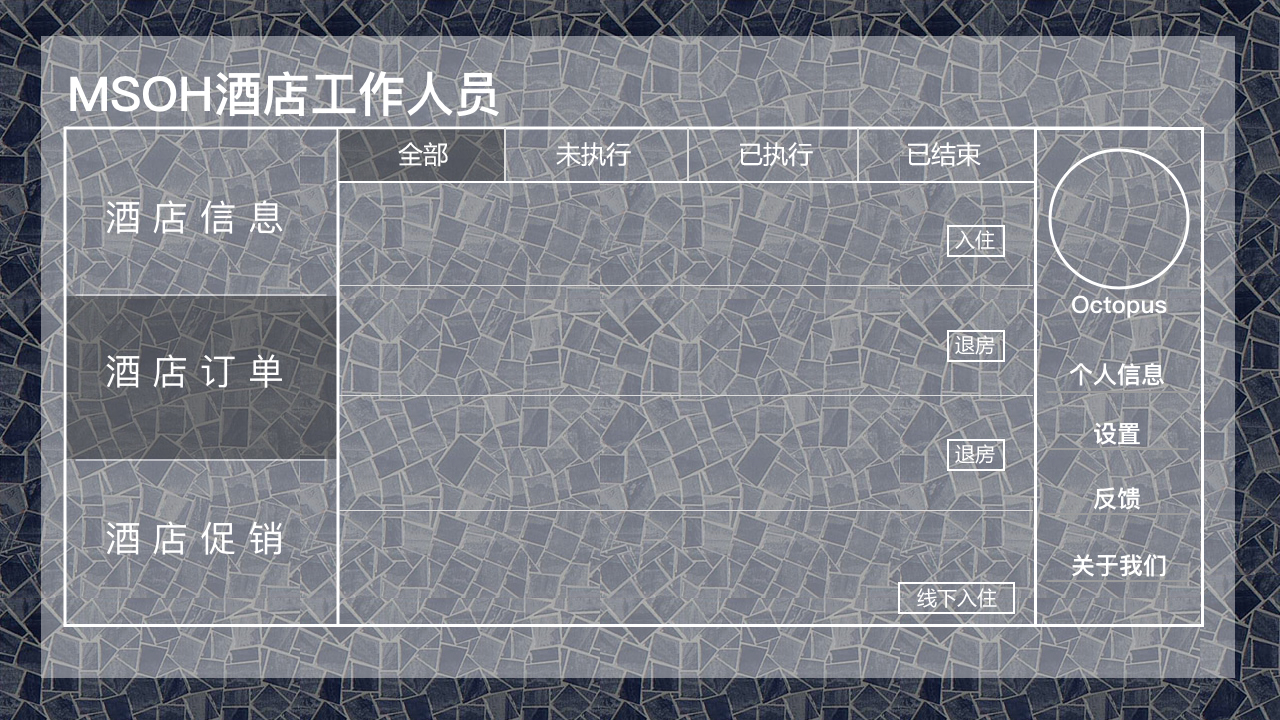 MSOH酒店工作人员
酒店信息
酒店订单
酒店促销
全部 未执行 已执行 已结束
入住
退房
退房
线下入住
Octopus
个人信息
设置
反馈
关于我们